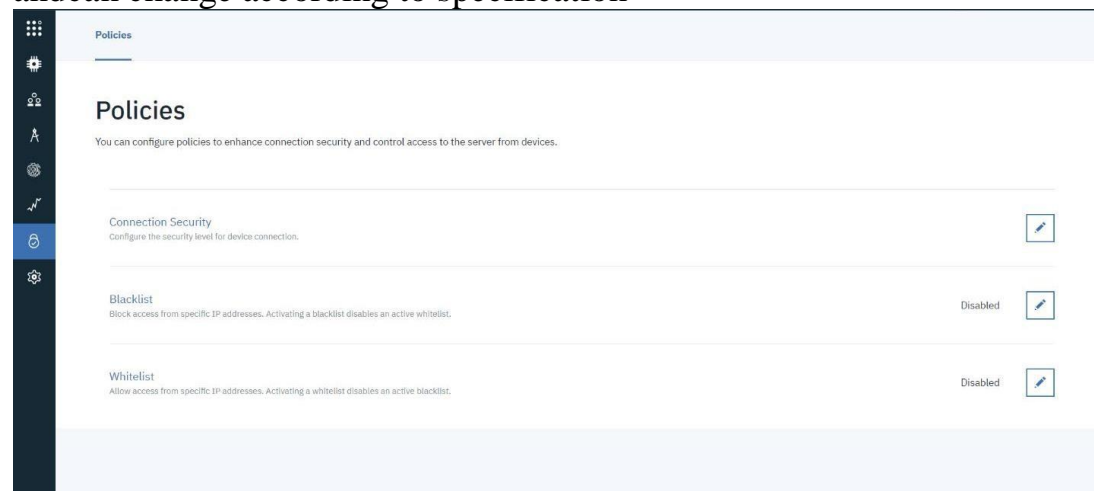 andcan change according to specification
Policies
Policies
You can configure policies to enhance connection security and control access to the server from devices.
Connection Security
Configure the security level for device connection.
Blacklist
Block access from specific IP addresses. Activating a blacklist disables an active whitelist.
Disabled
Whitelist
Allow access from specific IP addresses. Activating a whitelist disables an active blacklist.
Disabled